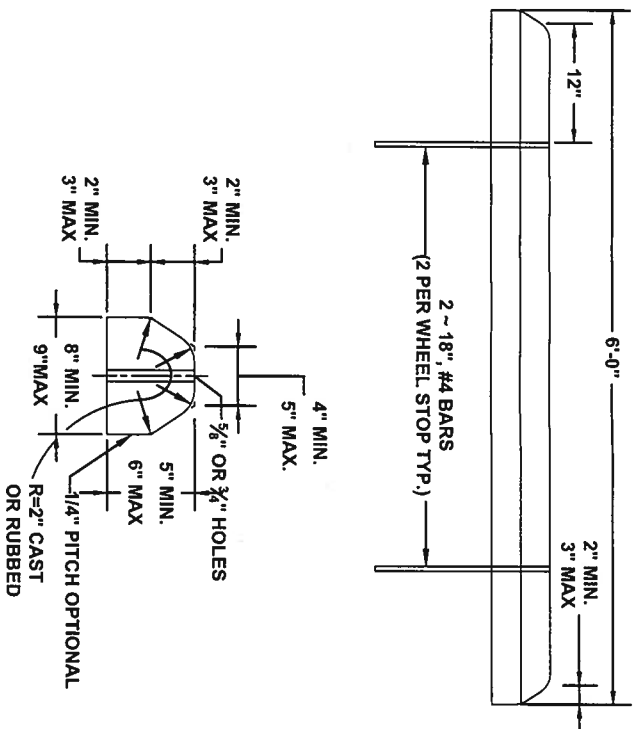 6'-0"
12"
2" MIN.
3" MAX
2 ~ 18", #4 BARS
(2 PER WHEEL STOP TYP.)
4" MIN.
5" MAX.
2" MIN.
3" MAX
2" MIN.
3" MAX
5/8" OR 3/4" HOLES
5" MIN.
6" MAX
8" MIN.
9"MAX
1/4" PITCH OPTIONAL
R=2" CAST
OR RUBBED